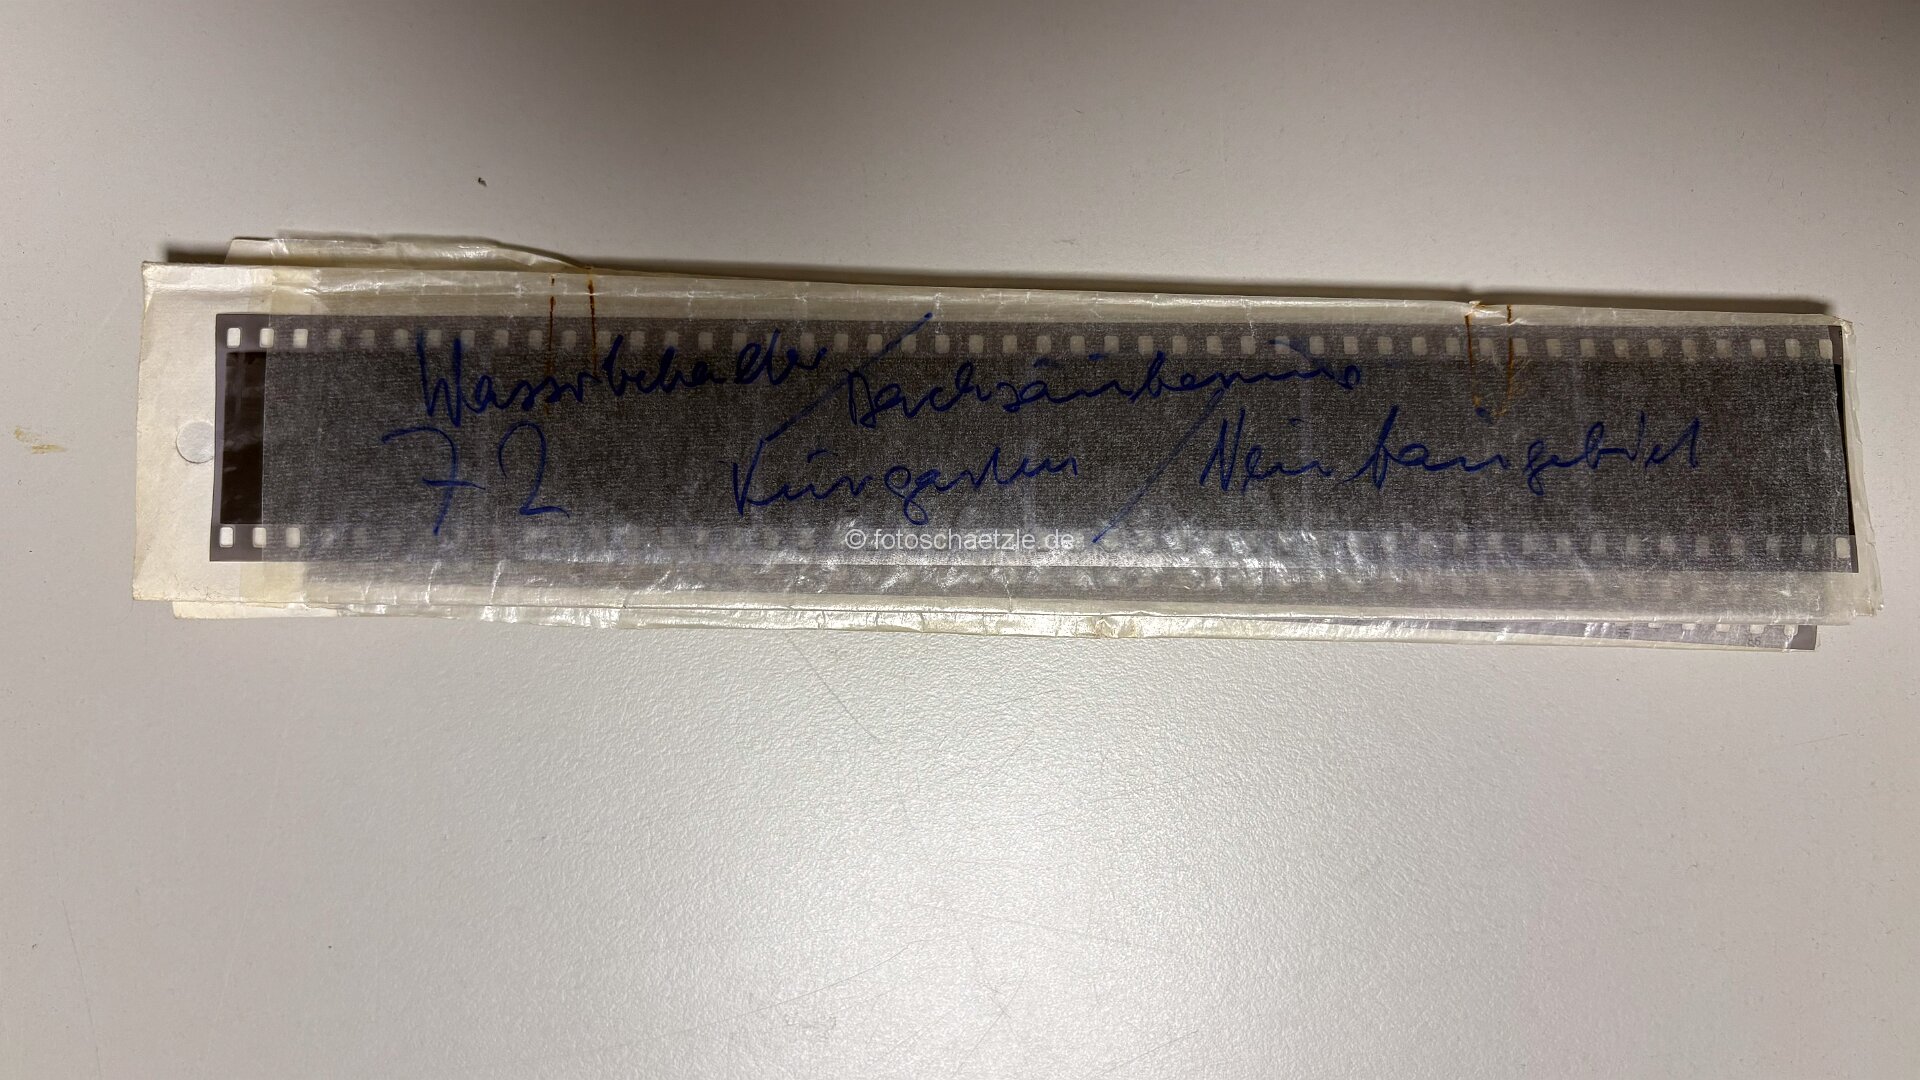 Wasserbehälter / Dachsäuberung
72 Kurgarten / Neubaugebiet
© fotoschaetzle.de